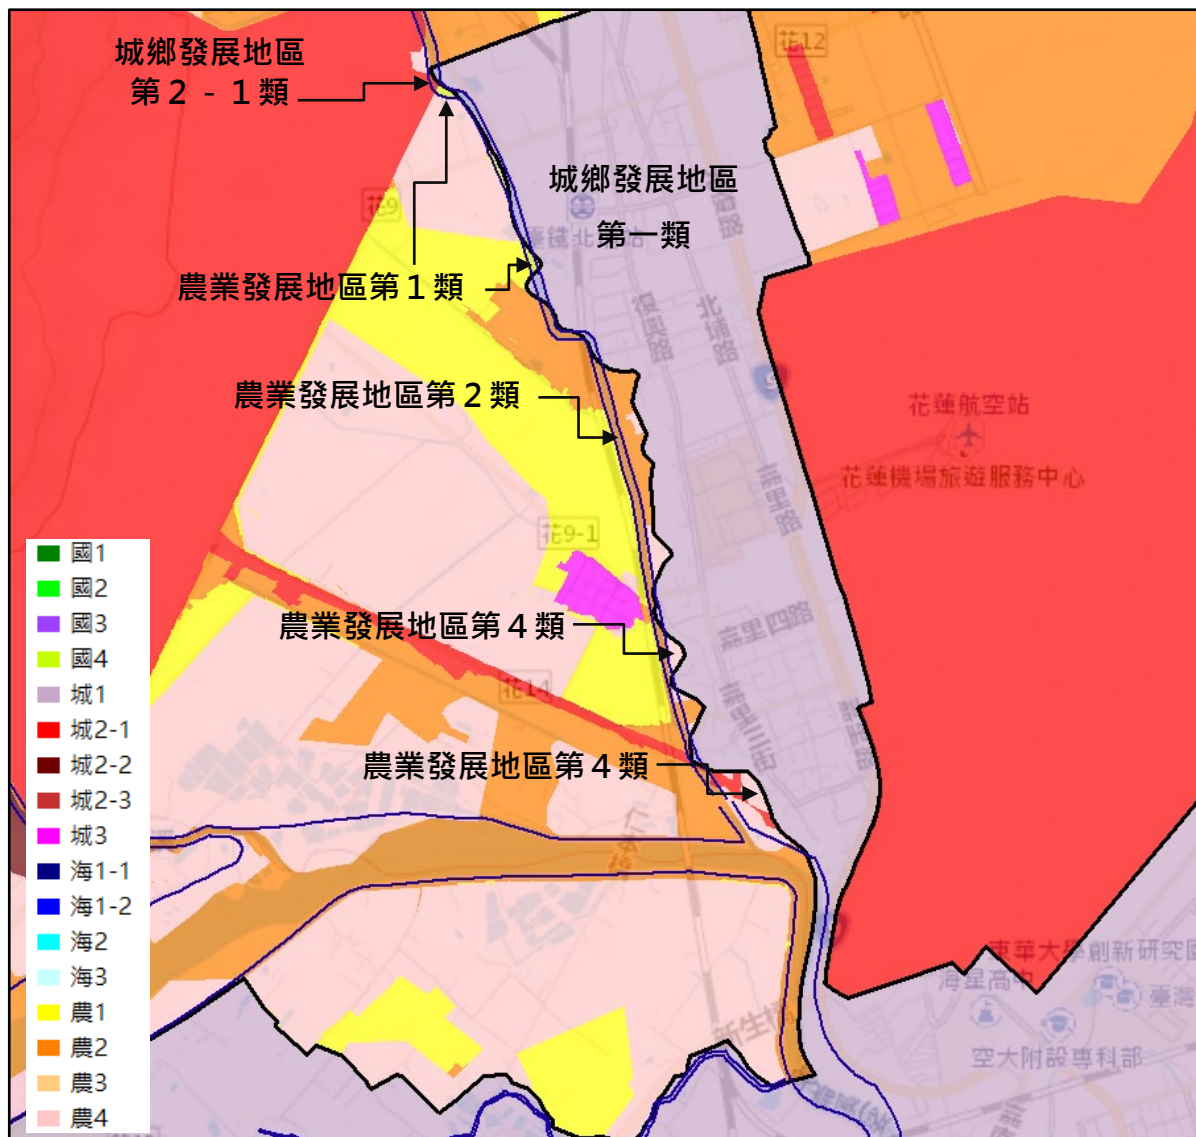 城鄉發展地區
第２-１類
花12
城鄉發展地區
第一類
花9
農業發展地區第１類
復興路
北埔路
9
農業發展地區第２類
花蓮航空站
花蓮機場旅遊服務中心
嘉里路
花9-1
農業發展地區第４類
嘉里四路
花14
嘉里三街
農業發展地區第４類
東華大學創新研究園
海星高中
臺灣
新生橋
空大附設專科部
國1
國2
國3
國4
城1
城2-1
城2-2
城2-3
城3
海1-1
海1-2
海2
海3
農1
農2
農3
農4